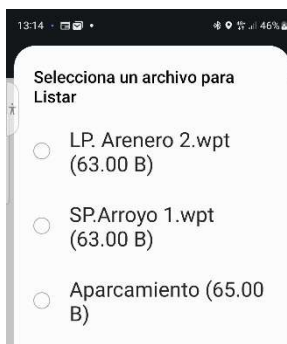 13:14
46%
Selecciona un archivo para
Listar
LP. Arenero 2.wpt
(63.00 B)
SP.Arroyo 1.wpt
(63.00 B)
Aparcamiento (65.00
B)